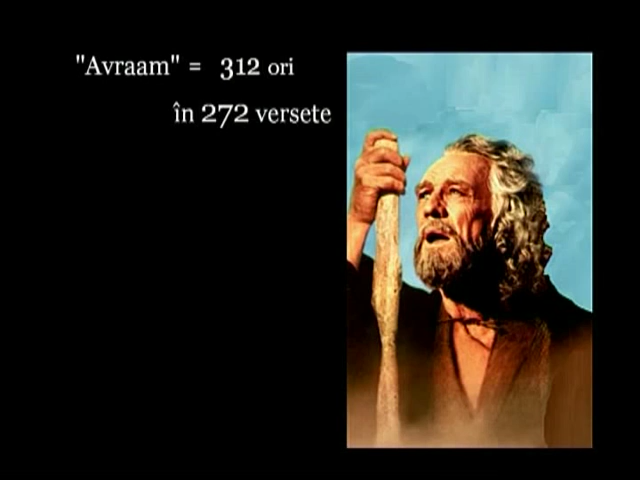 "Avraam" = 312 ori
în 272 versete